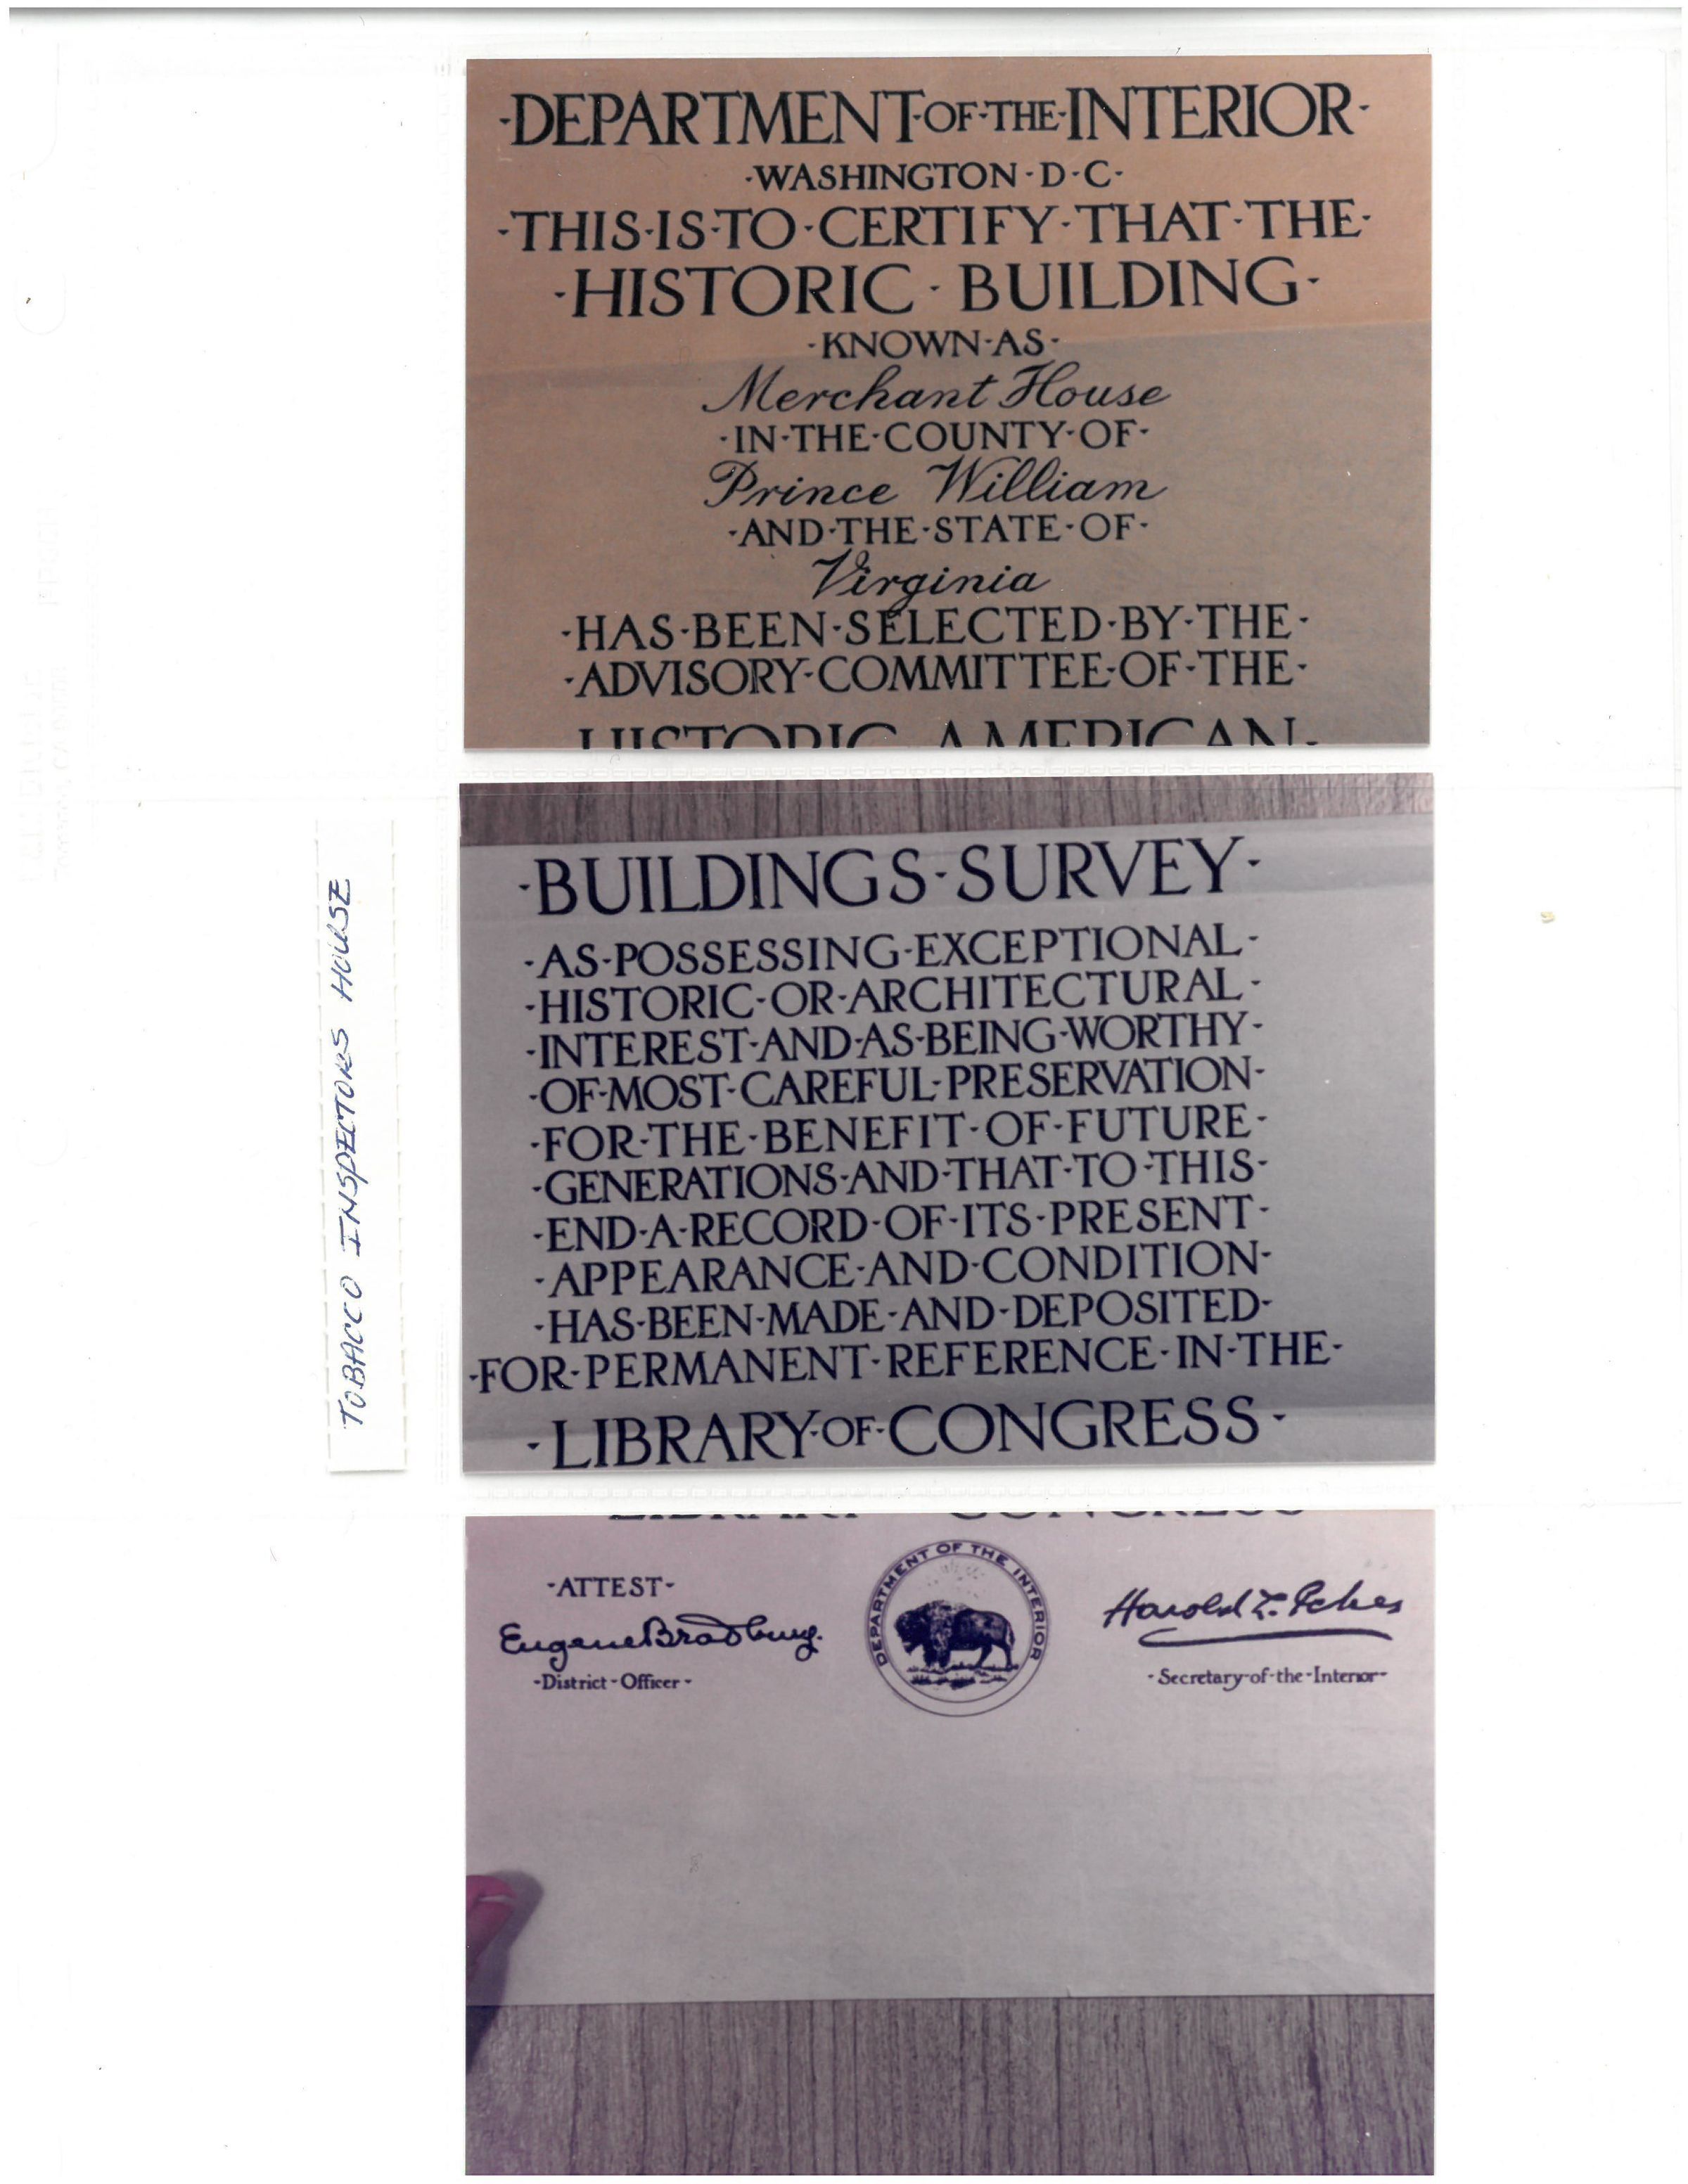 ·DEPARTMENT·OF·THE·INTERIOR·
·WASHINGTON·D·C·
·THIS·IS·TO·CERTIFY·THAT·THE·
·HISTORIC·BUILDING·
·KNOWN·AS·
Merchant House
·IN·THE·COUNTY·OF·
Prince William
·AND·THE·STATE·OF·
Virginia
·HAS·BEEN·SELECTED·BY·THE·
·ADVISORY·COMMITTEE·OF·THE·
HISTORIC AMERICAN·
TOBACCO INSPECTORS HOUSE
·BUILDINGS·SURVEY·
·AS·POSSESSING·EXCEPTIONAL·
·HISTORIC·OR·ARCHITECTURAL·
·INTEREST·AND·AS·BEING·WORTHY·
·OF·MOST·CAREFUL·PRESERVATION·
·FOR·THE·BENEFIT·OF·FUTURE·
·GENERATIONS·AND·THAT·TO·THIS·
·END·A·RECORD·OF·ITS·PRESENT·
·APPEARANCE·AND·CONDITION·
·HAS·BEEN·MADE·AND·DEPOSITED·
·FOR·PERMANENT·REFERENCE·IN·THE·
·LIBRARY·OF·CONGRESS·
LIBRARY CONGRESS
·ATTEST·
Eugene Bradbury.
·District·Officer·
DEPARTMENT OF THE INTERIOR
Harold L. Ickes
·Secretary·of·the·Interior·